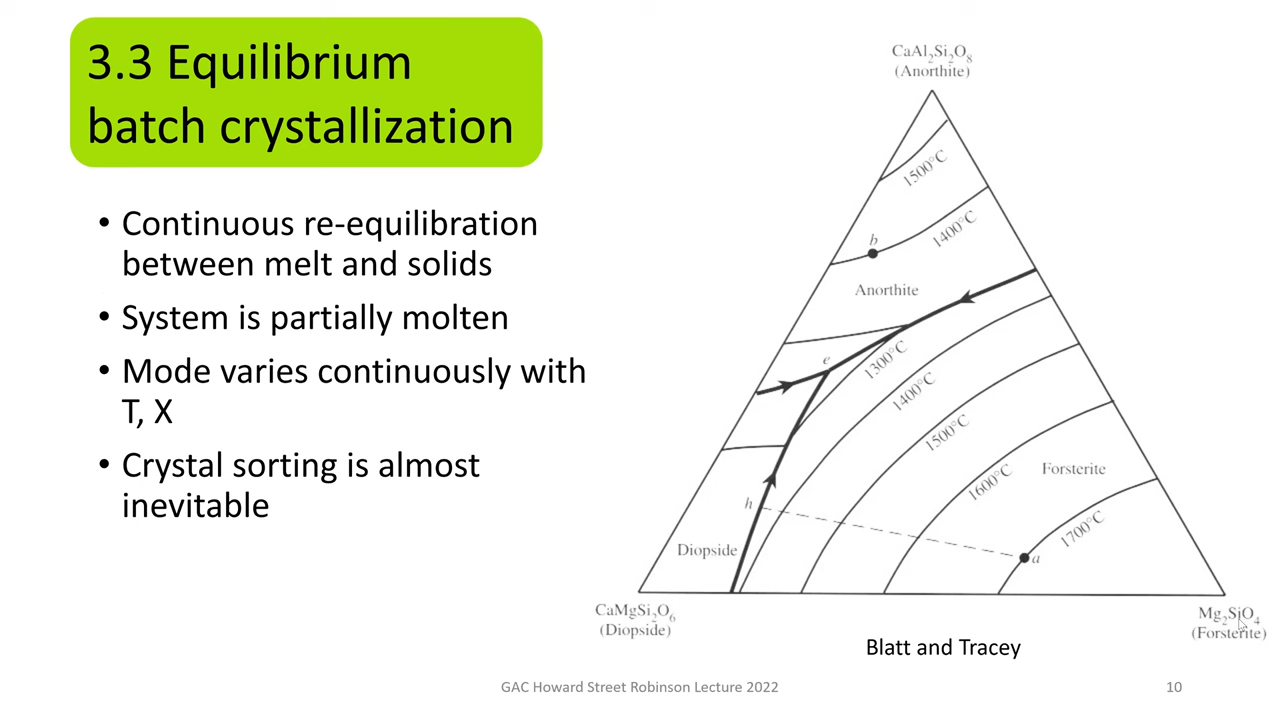 3.3 Equilibrium
batch crystallization
• Continuous re-equilibration
between melt and solids
• System is partially molten
• Mode varies continuously with
T, X
• Crystal sorting is almost
inevitable
CaAl₂Si₂O₈
(Anorthite)
1500°C
1400°C
b
Anorthite
e
1300°C
1400°C
1500°C
1600°C
Forsterite
h
1700°C
Diopside
a
CaMgSi₂O₆
(Diopside)
Mg₂SiO₄
(Forsterite)
Blatt and Tracey
GAC Howard Street Robinson Lecture 2022
10